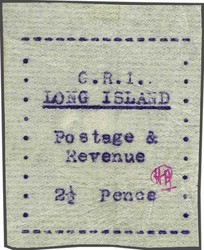 G.R.I.
LONG ISLAND
Postage &
Revenue
2½ Pence